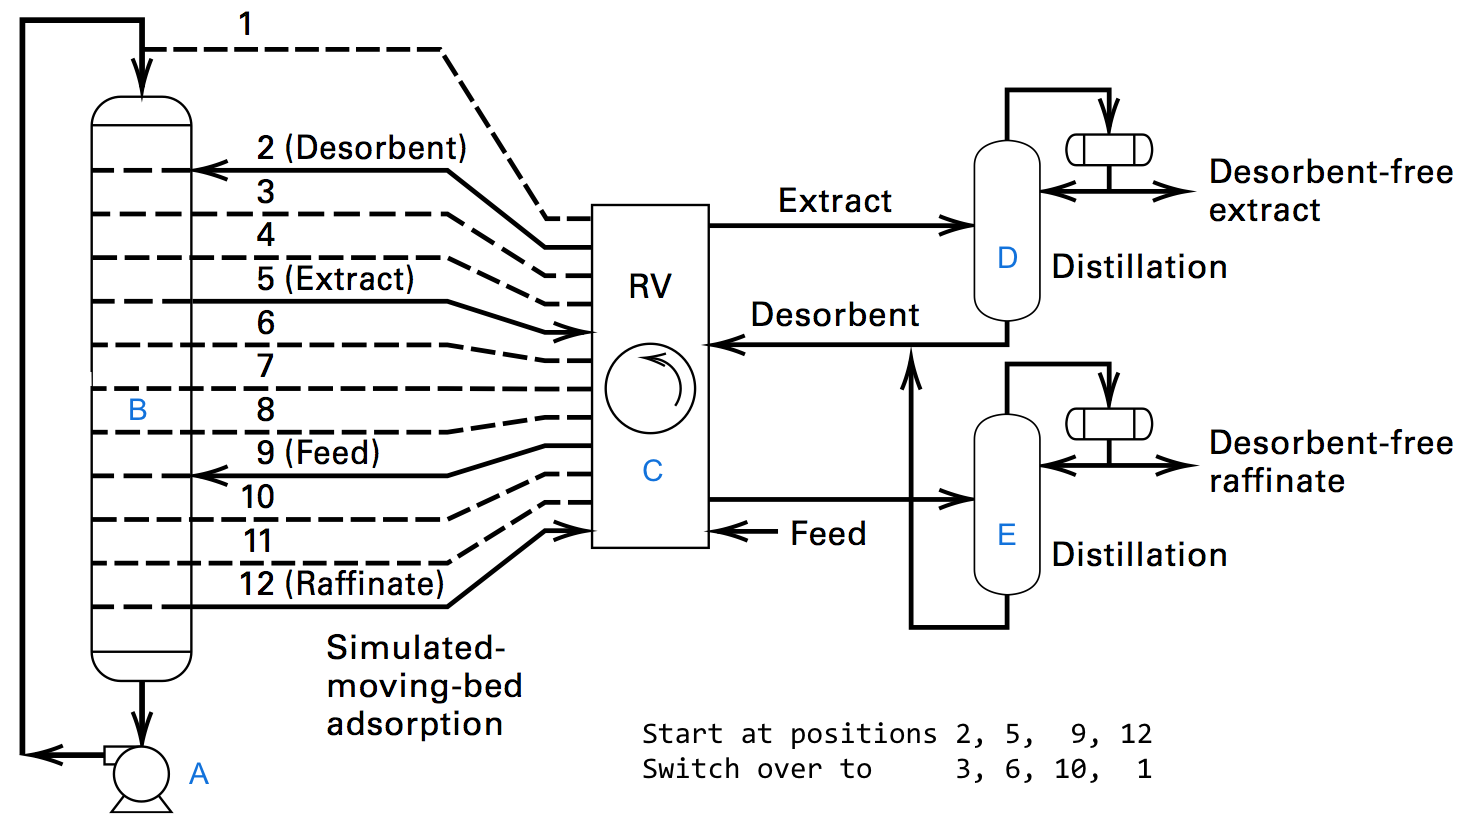 1
2 (Desorbent)
3
4
5 (Extract)
6
7
8
9 (Feed)
10
11
12 (Raffinate)
Simulated-
moving-bed
adsorption
A
B
RV
C
Extract
Desorbent
Feed
D
Distillation
Desorbent-free
extract
E
Distillation
Desorbent-free
raffinate
Start at positions 2, 5, 9, 12
Switch over to 3, 6, 10, 1